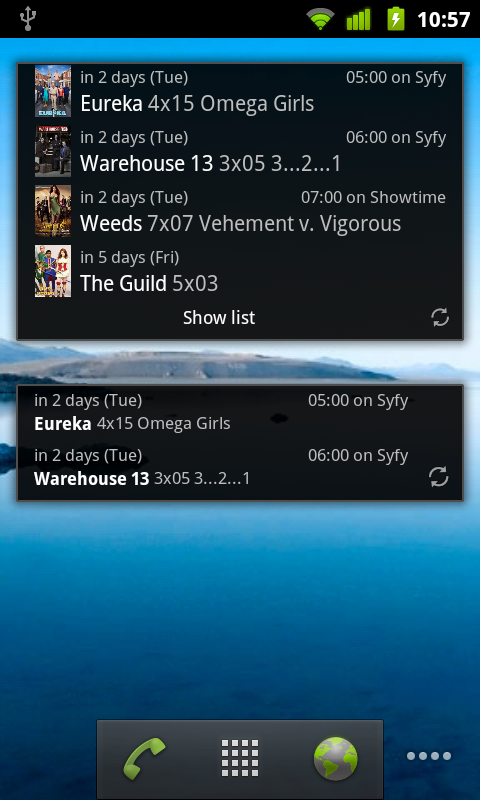 10:57
in 2 days (Tue) 05:00 on Syfy
Eureka 4x15 Omega Girls
in 2 days (Tue) 06:00 on Syfy
Warehouse 13 3x05 3...2...1
in 2 days (Tue) 07:00 on Showtime
Weeds 7x07 Vehement v. Vigorous
in 5 days (Fri)
The Guild 5x03
Show list
in 2 days (Tue) 05:00 on Syfy
Eureka 4x15 Omega Girls
in 2 days (Tue) 06:00 on Syfy
Warehouse 13 3x05 3...2...1